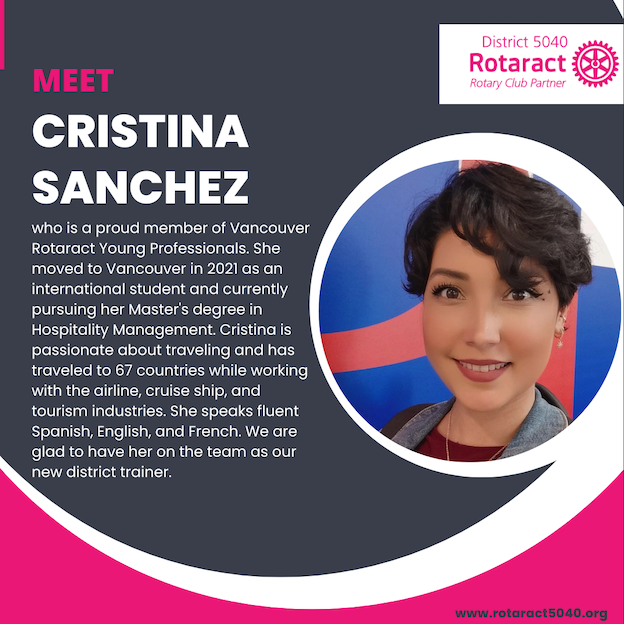 District 5040
Rotaract
Rotary Club Partner
MEET
CRISTINA
SANCHEZ
who is a proud member of Vancouver
Rotaract Young Professionals. She
moved to Vancouver in 2021 as an
international student and currently
pursuing her Master's degree in
Hospitality Management. Cristina is
passionate about traveling and has
traveled to 67 countries while working
with the airline, cruise ship, and
tourism industries. She speaks fluent
Spanish, English, and French. We are
glad to have her on the team as our
new district trainer.
www.rotaract5040.org